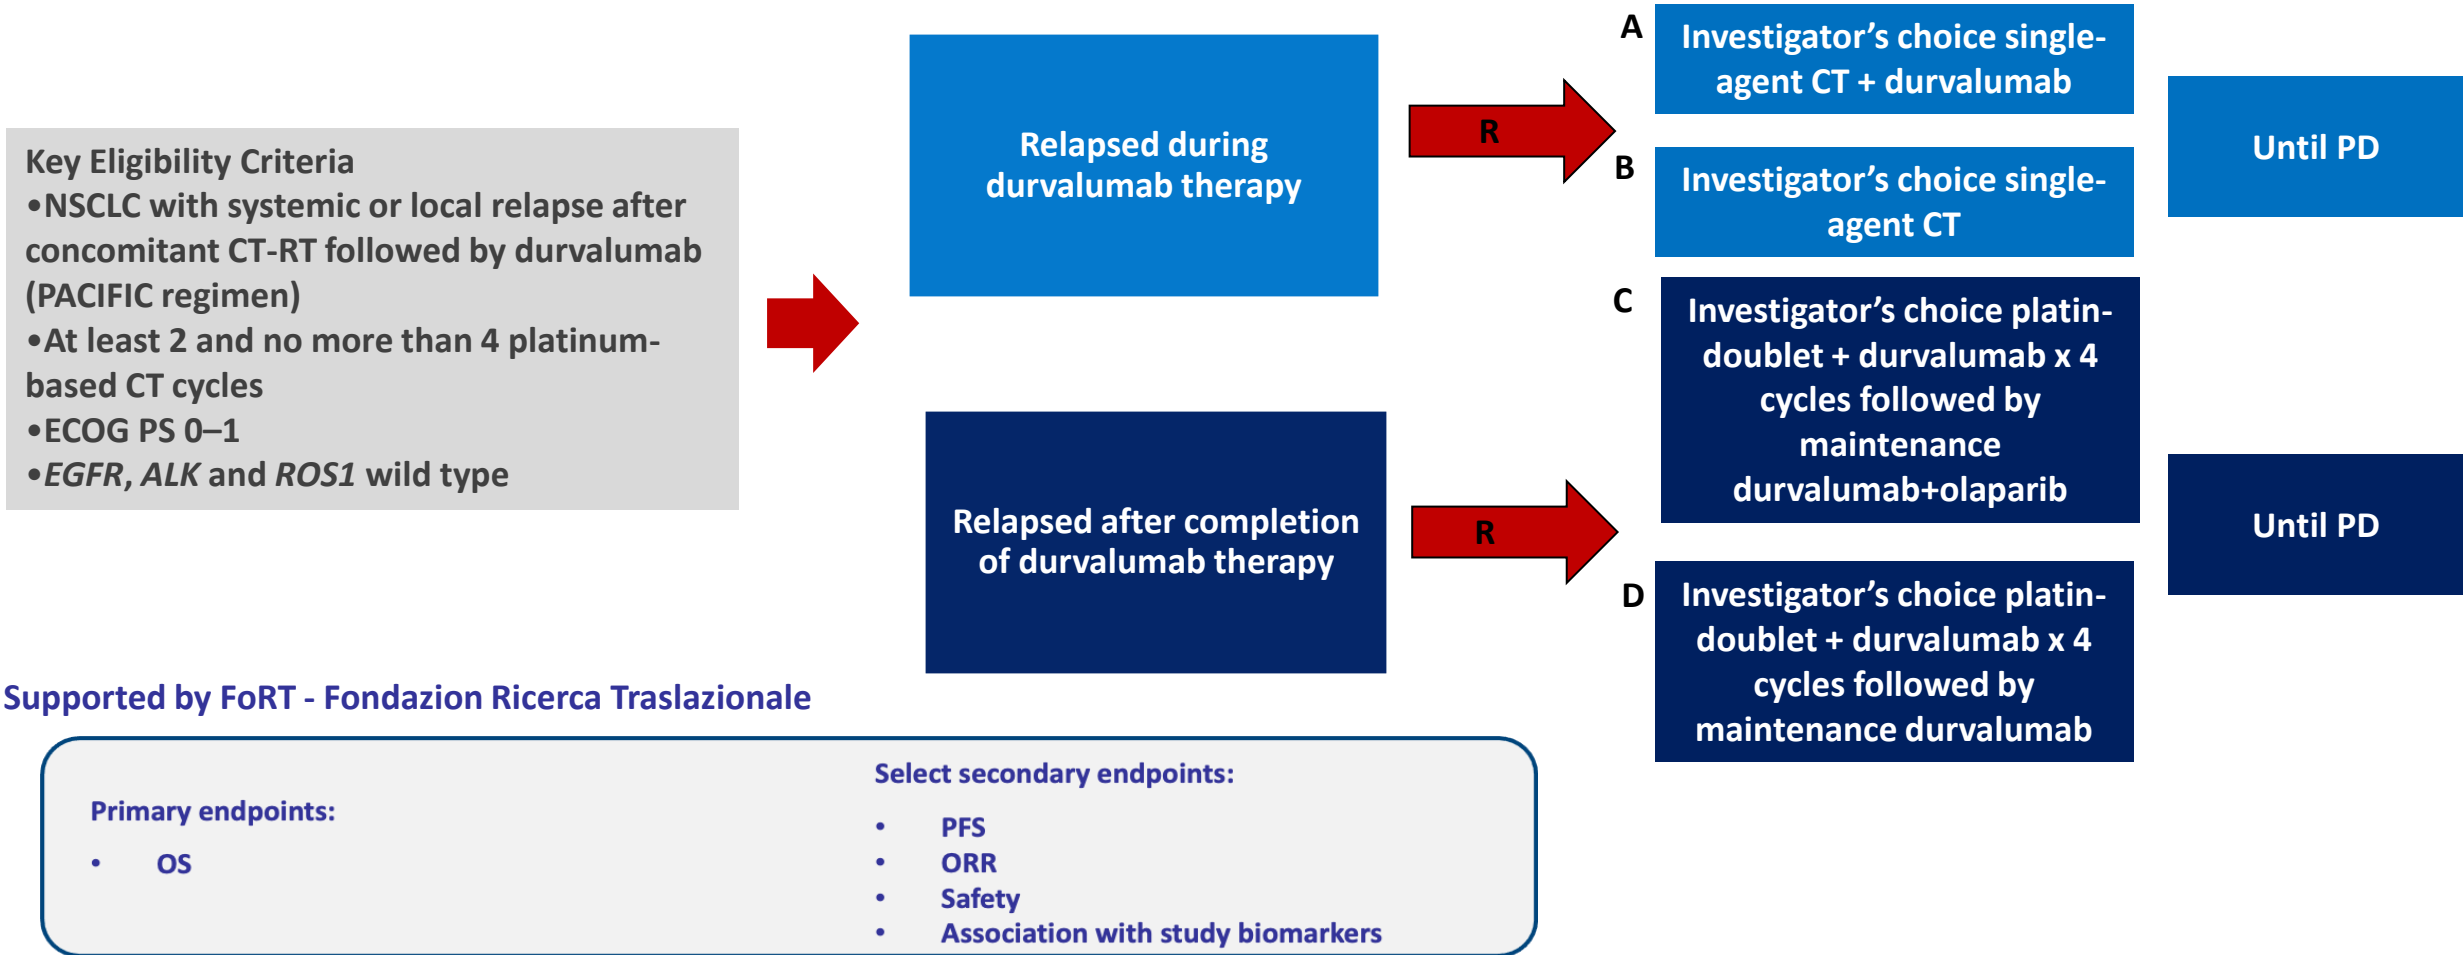 Key Eligibility Criteria
•NSCLC with systemic or local relapse after
concomitant CT-RT followed by durvalumab
(PACIFIC regimen)
•At least 2 and no more than 4 platinum-
based CT cycles
•ECOG PS 0–1
•EGFR, ALK and ROS1 wild type
Relapsed during
durvalumab therapy
R
A
Investigator’s choice single-
agent CT + durvalumab
B
Investigator’s choice single-
agent CT
Until PD
Relapsed after completion
of durvalumab therapy
R
C
Investigator’s choice platin-
doublet + durvalumab x 4
cycles followed by
maintenance
durvalumab+olaparib
D
Investigator’s choice platin-
doublet + durvalumab x 4
cycles followed by
maintenance durvalumab
Until PD
Supported by FoRT - Fondazion Ricerca Traslazionale
Primary endpoints:
• OS
Select secondary endpoints:
• PFS
• ORR
• Safety
• Association with study biomarkers